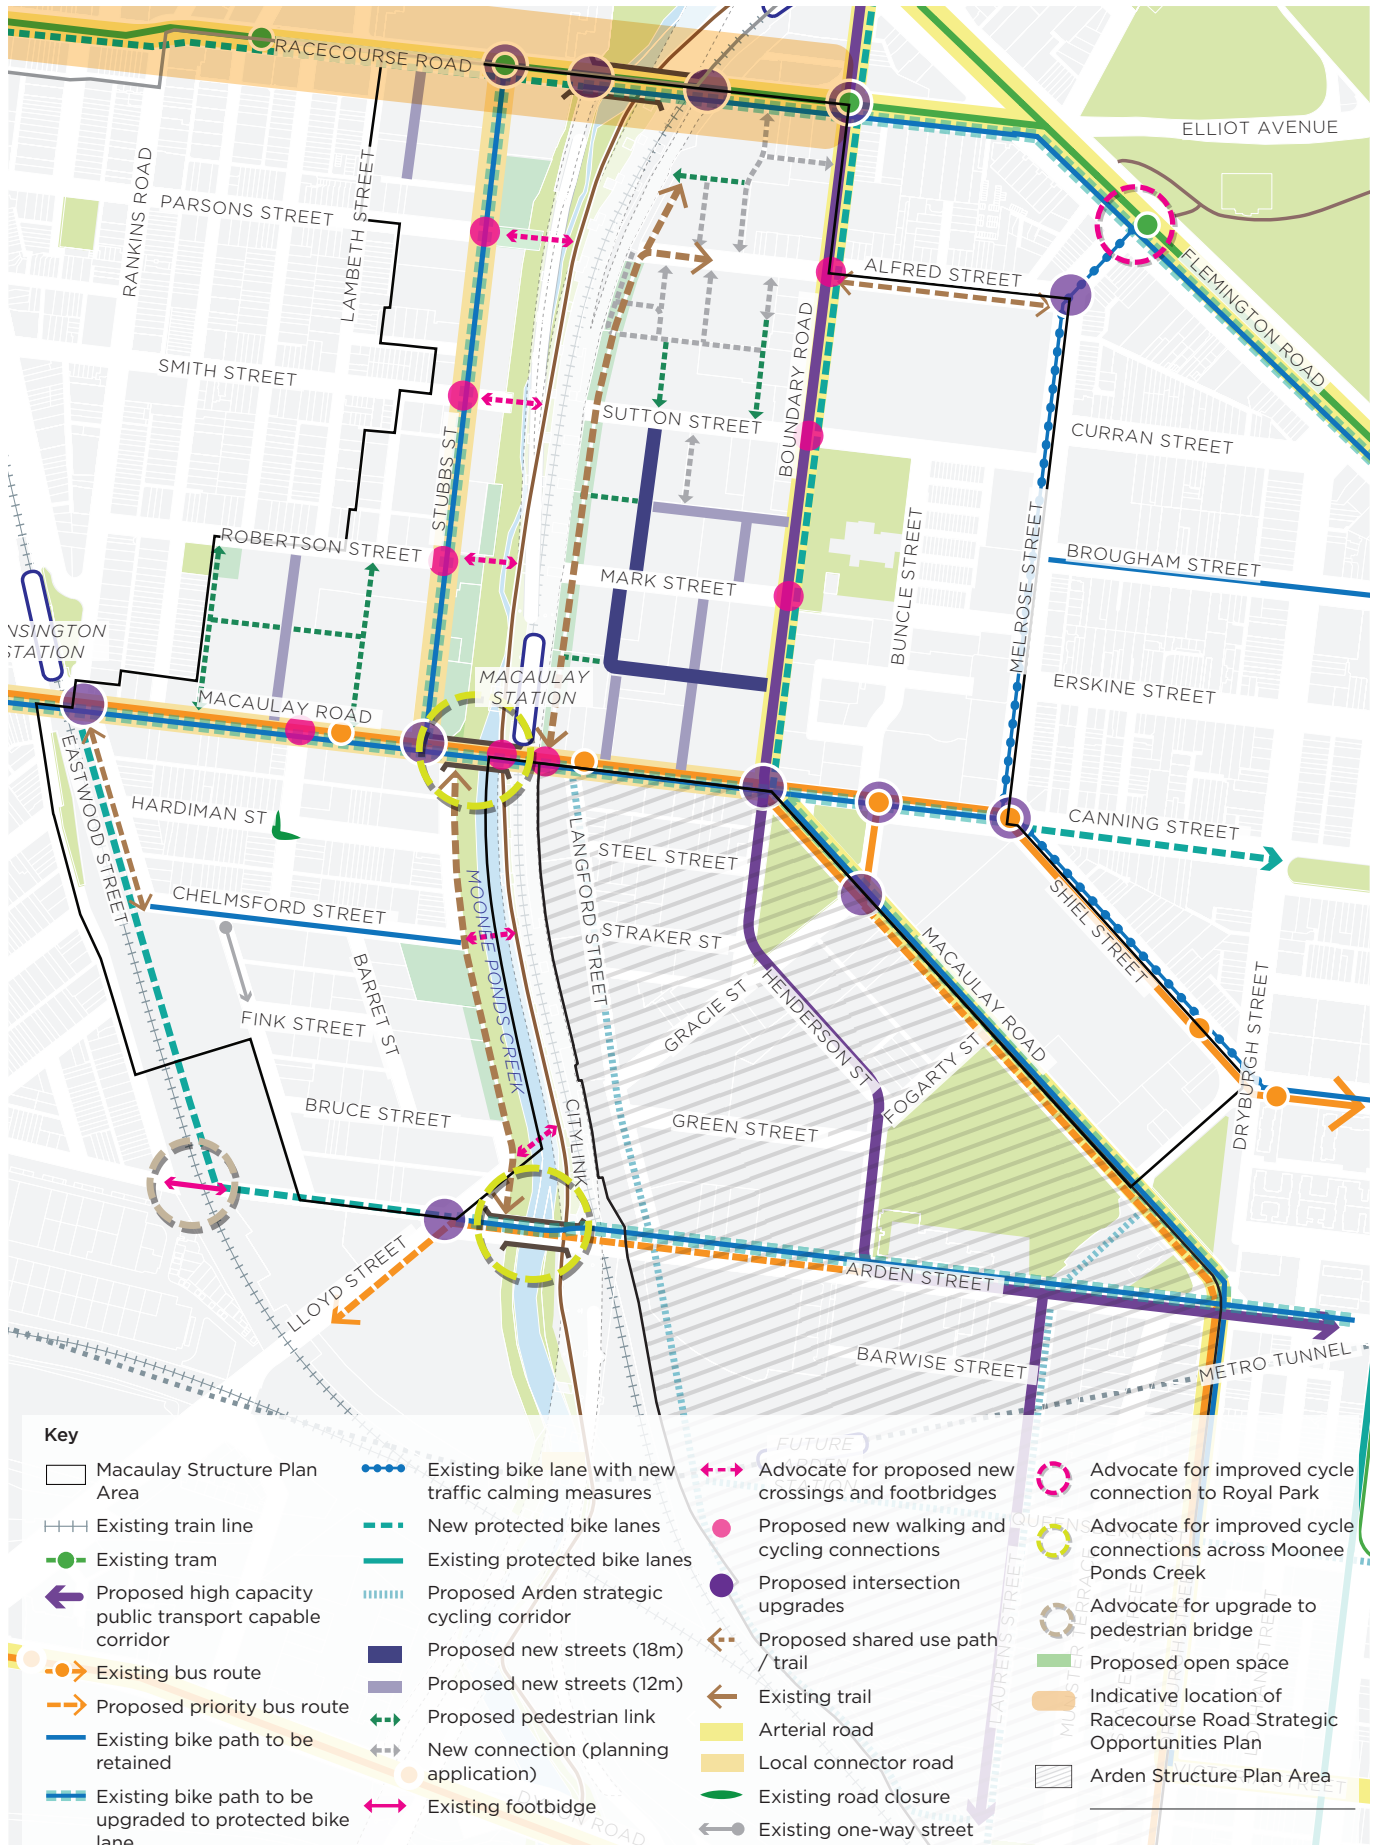 RACECOURSE ROAD
ELLIOT AVENUE
RANKINS ROAD
PARSONS STREET
LAMBETH STREET
ALFRED STREET
FLEMINGTON ROAD
BOUNDARY ROAD
SMITH STREET
SUTTON STREET
CURRAN STREET
STUBBS ST
ROBERTSON STREET
MARK STREET
BUNCLE STREET
MELROSE STREET
BROUGHAM STREET
NSINGTON
STATION
MACAULAY
STATION
ERSKINE STREET
MACAULAY ROAD
EASTWOOD STREET
HARDIMAN ST
LANGFORD STREET
STEEL STREET
CANNING STREET
CHELMSFORD STREET
MOONEE PONDS CREEK
STRAKER ST
SHIEL STREET
MACAULAY ROAD
BARRET ST
GRACIE ST
HENDERSON ST
FOGARTY ST
DRYBURGH STREET
FINK STREET
BRUCE STREET
CITYLINK
GREEN STREET
LLOYD STREET
ARDEN STREET
BARWISE STREET
METRO TUNNEL
FUTURE
ARDEN
STATION
LAURENS STREET
DRYON ROAD
Key
Macaulay Structure Plan
Area
Existing train line
Existing tram
Proposed high capacity
public transport capable
corridor
Existing bus route
Proposed priority bus route
Existing bike path to be
retained
Existing bike path to be
upgraded to protected bike
lane
Existing bike lane with new
traffic calming measures
New protected bike lanes
Existing protected bike lanes
Proposed Arden strategic
cycling corridor
Proposed new streets (18m)
Proposed new streets (12m)
Proposed pedestrian link
New connection (planning
application)
Existing footbidge
Advocate for proposed new
crossings and footbridges
Proposed new walking and
cycling connections
Proposed intersection
upgrades
Proposed shared use path
/ trail
Existing trail
Arterial road
Local connector road
Existing road closure
Existing one-way street
Advocate for improved cycle
connection to Royal Park
Advocate for improved cycle
connections across Moonee
Ponds Creek
Advocate for upgrade to
pedestrian bridge
Proposed open space
Indicative location of
Racecourse Road Strategic
Opportunities Plan
Arden Structure Plan Area